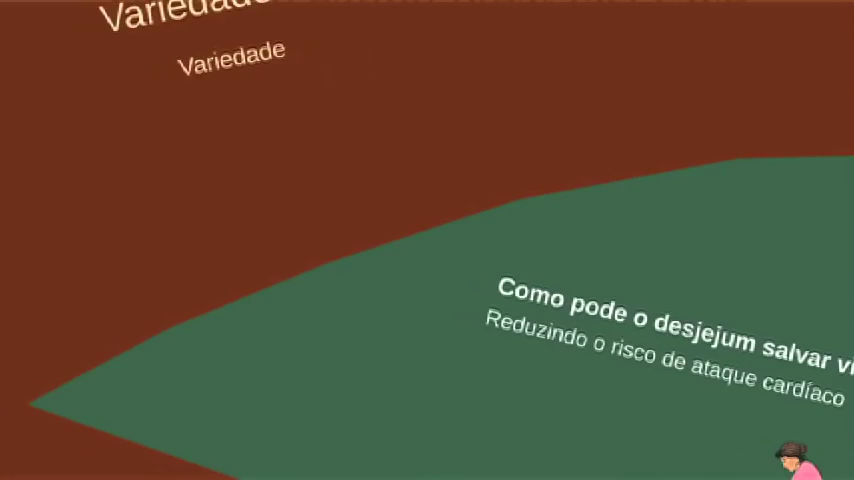 Variedade
Variedade
Como pode o desjejum salvar
Reduzindo o risco de ataque cardíaco